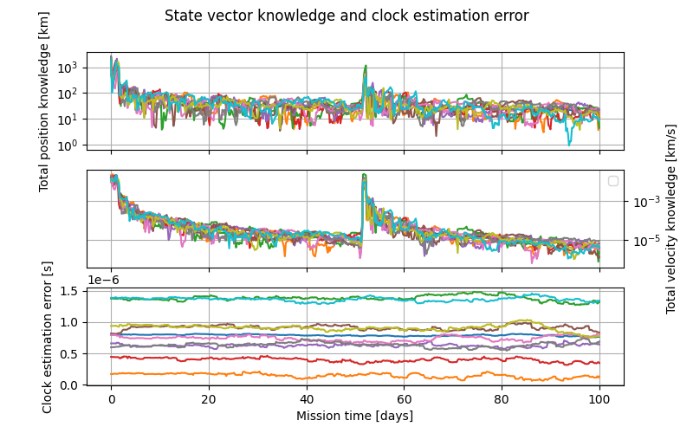 State vector knowledge and clock estimation error
Total position knowledge [km]
10³
10²
10¹
10⁰
Total velocity knowledge [km/s]
10⁻³
10⁻⁵
Clock estimation error [s]
1e−6
1.5
1.0
0.5
0.0
0 20 40 60 80 100
Mission time [days]